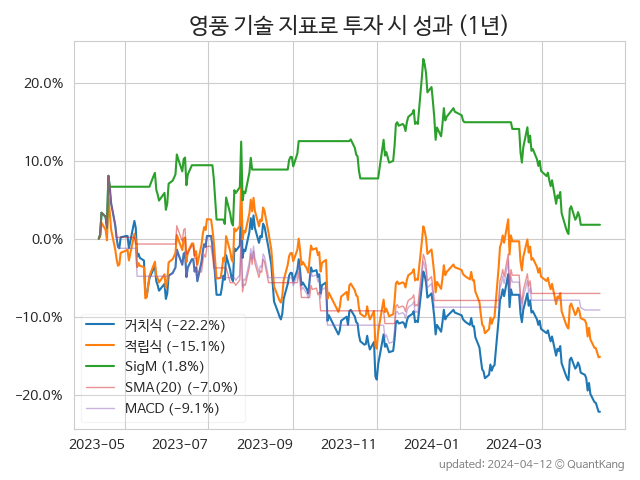 영풍 기술 지표로 투자 시 성과 (1년)
20.0%
10.0%
0.0%
−10.0%
−20.0%
거치식 (−22.2%)
적립식 (−15.1%)
SigM (1.8%)
SMA(20) (−7.0%)
MACD (−9.1%)
2023-05 2023-07 2023-09 2023-11 2024-01 2024-03
updated: 2024-04-12 © QuantKang